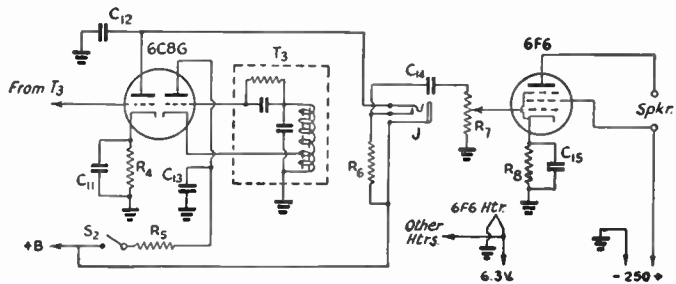 C12
6C8G
T3
6F6
From T3
C14
Spkr.
R7
J
C11
R4
C13
R6
R8
C15
S2
R5
+B
6F6 Htr.
Other
Htrs.
6.3V.
- 250 +